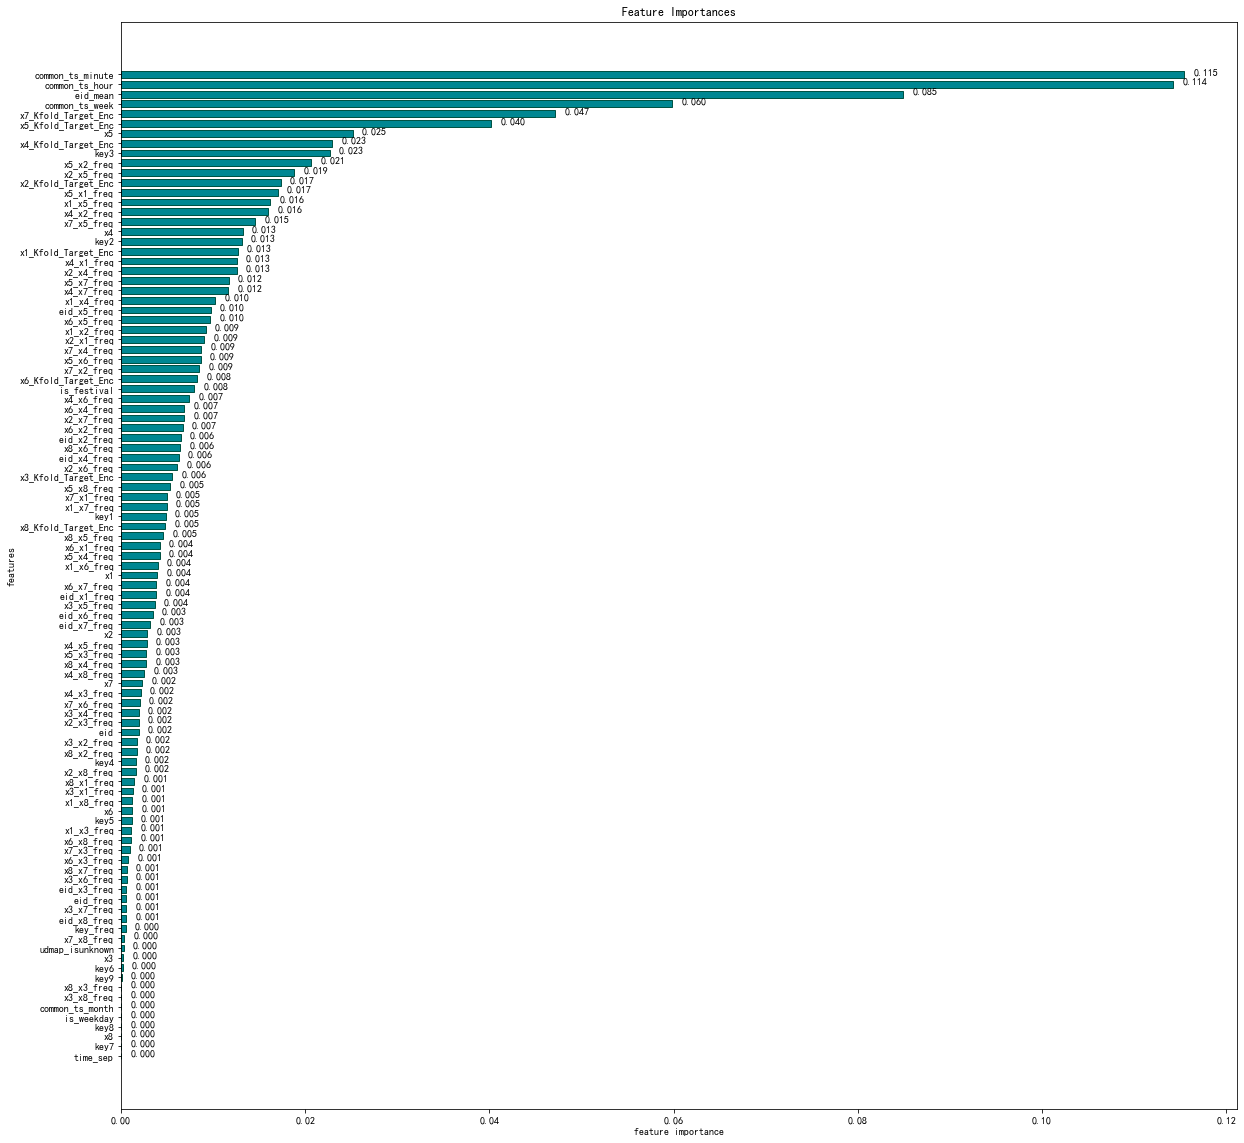 Feature Importances
common_ts_minute 0.115
common_ts_hour 0.114
eid_mean 0.085
common_ts_week 0.060
x7_Kfold_Target_Enc 0.047
x5_Kfold_Target_Enc 0.040
x5 0.025
x4_Kfold_Target_Enc 0.023
key3 0.023
x5_x2_freq 0.021
x2_x5_freq 0.019
x2_Kfold_Target_Enc 0.017
x5_x1_freq 0.017
x1_x5_freq 0.016
x4_x2_freq 0.016
x7_x5_freq 0.015
x4 0.013
key2 0.013
x1_Kfold_Target_Enc 0.013
x4_x1_freq 0.013
x2_x4_freq 0.013
x5_x7_freq 0.012
x4_x7_freq 0.012
x1_x4_freq 0.010
eid_x5_freq 0.010
x6_x5_freq 0.010
x1_x2_freq 0.009
x2_x1_freq 0.009
x7_x4_freq 0.009
x5_x6_freq 0.009
x7_x2_freq 0.009
x6_Kfold_Target_Enc 0.008
is_festival 0.008
x4_x6_freq 0.007
x6_x4_freq 0.007
x2_x7_freq 0.007
x6_x2_freq 0.007
eid_x2_freq 0.006
x8_x6_freq 0.006
eid_x4_freq 0.006
x2_x6_freq 0.006
x3_Kfold_Target_Enc 0.006
x5_x8_freq 0.005
x7_x1_freq 0.005
x1_x7_freq 0.005
key1 0.005
x8_Kfold_Target_Enc 0.005
x8_x5_freq 0.005
x6_x1_freq 0.004
x5_x4_freq 0.004
x1_x6_freq 0.004
x1 0.004
x6_x7_freq 0.004
eid_x1_freq 0.004
x3_x5_freq 0.004
eid_x6_freq 0.003
eid_x7_freq 0.003
x2 0.003
x4_x5_freq 0.003
x5_x3_freq 0.003
x8_x4_freq 0.003
x4_x8_freq 0.003
x7 0.002
x4_x3_freq 0.002
x7_x6_freq 0.002
x3_x4_freq 0.002
x2_x3_freq 0.002
eid 0.002
x3_x2_freq 0.002
x8_x2_freq 0.002
key4 0.002
x2_x8_freq 0.002
x8_x1_freq 0.001
x3_x1_freq 0.001
x1_x8_freq 0.001
x6 0.001
key5 0.001
x1_x3_freq 0.001
x6_x8_freq 0.001
x7_x3_freq 0.001
x6_x3_freq 0.001
x8_x7_freq 0.001
x3_x6_freq 0.001
eid_x3_freq 0.001
eid_freq 0.001
x3_x7_freq 0.001
eid_x8_freq 0.001
key_freq 0.000
x7_x8_freq 0.000
udmap_isunknown 0.000
x3 0.000
key6 0.000
key9 0.000
x8_x3_freq 0.000
x3_x8_freq 0.000
common_ts_month 0.000
is_weekday 0.000
key8 0.000
x8 0.000
key7 0.000
time_sep 0.000
features
0.00 0.02 0.04 0.06 0.08 0.10 0.12
feature importance